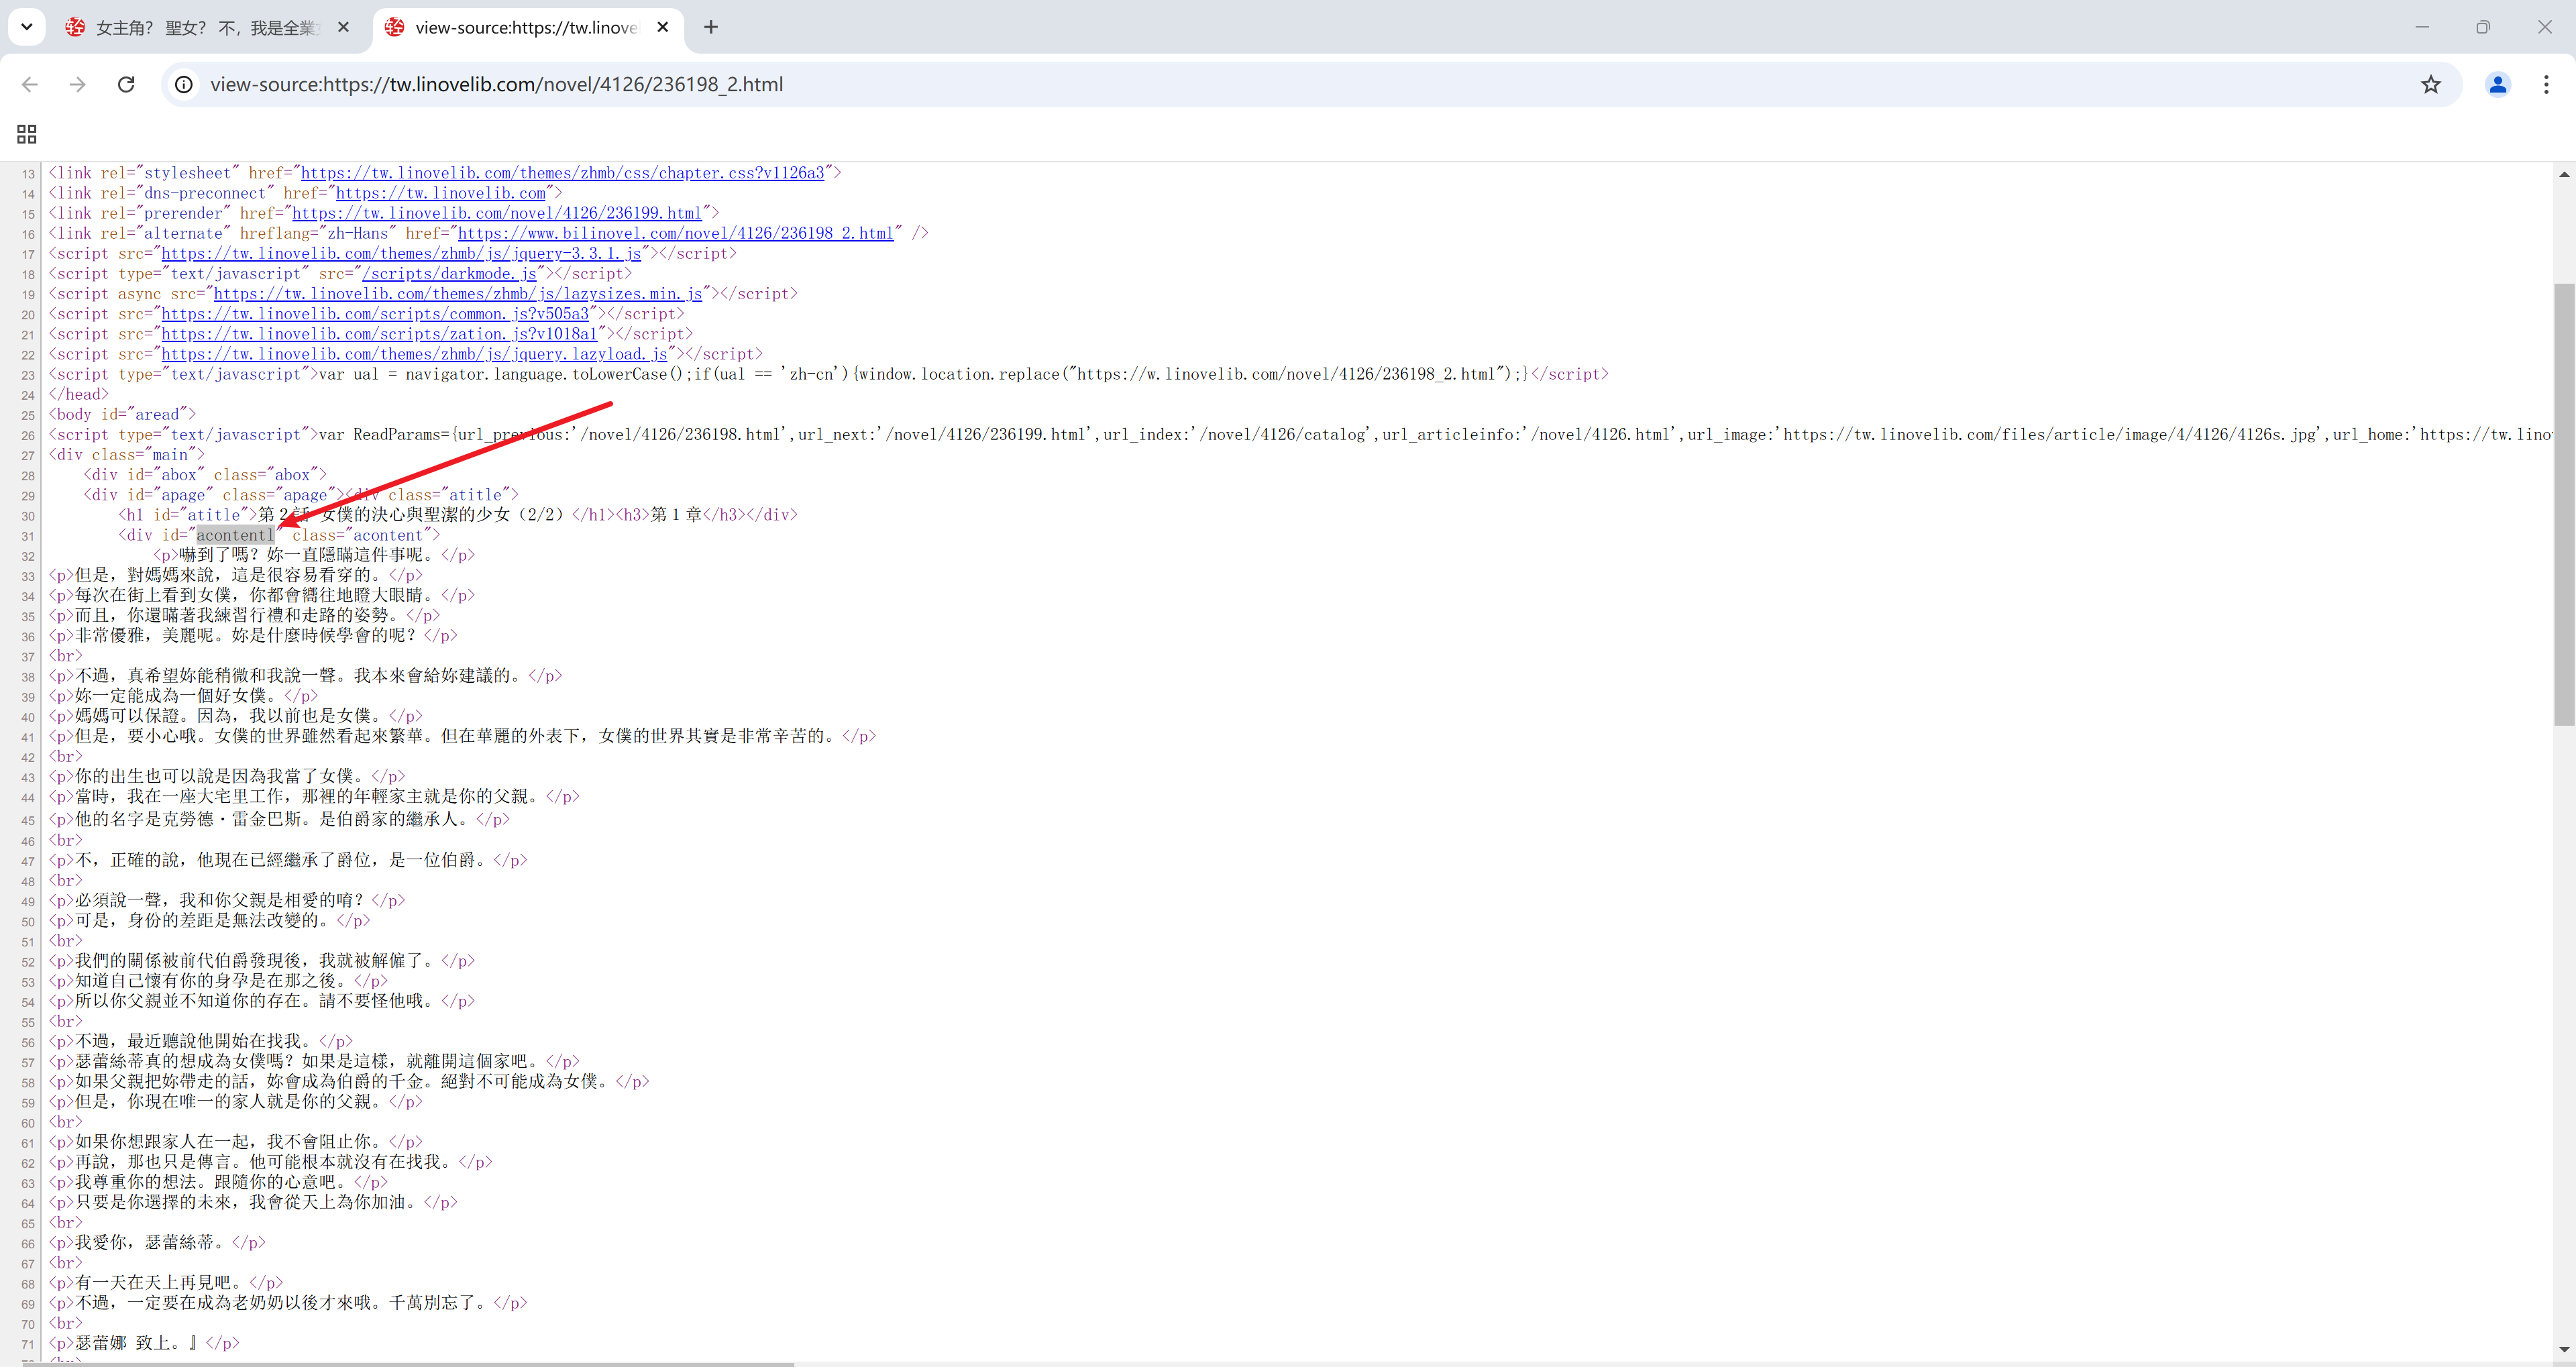 女主角？ 聖女？ 不，我是全業
view-source:https://tw.linove
view-source:https://tw.linovelib.com/novel/4126/236198_2.html
13 <link rel="stylesheet" href="https://tw.linovelib.com/themes/zhmb/css/chapter.css?v1126a3">
14 <link rel="dns-preconnect" href="https://tw.linovelib.com">
15 <link rel="prerender" href="https://tw.linovelib.com/novel/4126/236199.html">
16 <link rel="alternate" hreflang="zh-Hans" href="https://www.bilinovel.com/novel/4126/236198_2.html" />
17 <script src="https://tw.linovelib.com/themes/zhmb/js/jquery-3.3.1.js"></script>
18 <script type="text/javascript" src="/scripts/darkmode.js"></script>
19 <script async src="https://tw.linovelib.com/themes/zhmb/js/lazysizes.min.js"></script>
20 <script src="https://tw.linovelib.com/scripts/common.js?v505a3"></script>
21 <script src="https://tw.linovelib.com/scripts/zation.js?v1018a1"></script>
22 <script src="https://tw.linovelib.com/themes/zhmb/js/jquery.lazyload.js"></script>
23 <script type="text/javascript">var ual = navigator.language.toLowerCase();if(ual == 'zh-cn'){window.location.replace("https://w.linovelib.com/novel/4126/236198_2.html");}</script>
24 </head>
25 <body id="aread">
26 <script type="text/javascript">var ReadParams={url_previous:'/novel/4126/236198.html',url_next:'/novel/4126/236199.html',url_index:'/novel/4126/catalog',url_articleinfo:'/novel/4126.html',url_image:'https://tw.linovelib.com/files/article/image/4/4126/4126s.jpg',url_home:'https://tw.lino
27 <div class="main">
28 <div id="abox" class="abox">
29 <div id="apage" class="apage"><div class="atitle">
30 <h1 id="atitle">第２話 女僕的決心與聖潔的少女（2/2）</h1><h3>第１章</h3></div>
31 <div id="acontent1" class="acontent">
32 <p>嚇到了嗎？妳一直隱瞞這件事呢。</p>
33 <p>但是，對媽媽來說，這是很容易看穿的。</p>
34 <p>每次在街上看到女僕，你都會嚮往地瞪大眼睛。</p>
35 <p>而且，你還瞞著我練習行禮和走路的姿勢。</p>
36 <p>非常優雅，美麗呢。妳是什麼時候學會的呢？</p>
37 <br>
38 <p>不過，真希望妳能稍微和我說一聲。我本來會給妳建議的。</p>
39 <p>妳一定能成為一個好女僕。</p>
40 <p>媽媽可以保證。因為，我以前也是女僕。</p>
41 <p>但是，要小心哦。女僕的世界雖然看起來繁華。但在華麗的外表下，女僕的世界其實是非常辛苦的。</p>
42 <br>
43 <p>你的出生也可以說是因為我當了女僕。</p>
44 <p>當時，我在一座大宅里工作，那裡的年輕家主就是你的父親。</p>
45 <p>他的名字是克勞德・雷金巴斯。是伯爵家的繼承人。</p>
46 <br>
47 <p>不，正確的說，他現在已經繼承了爵位，是一位伯爵。</p>
48 <br>
49 <p>必須說一聲，我和你父親是相愛的唷？</p>
50 <p>可是，身份的差距是無法改變的。</p>
51 <br>
52 <p>我們的關係被前代伯爵發現後，我就被解僱了。</p>
53 <p>知道自己懷有你的身孕是在那之後。</p>
54 <p>所以你父親並不知道你的存在。請不要怪他哦。</p>
55 <br>
56 <p>不過，最近聽說他開始在找我。</p>
57 <p>瑟蕾絲蒂真的想成為女僕嗎？如果是這樣，就離開這個家吧。</p>
58 <p>如果父親把妳帶走的話，妳會成為伯爵的千金。絕對不可能成為女僕。</p>
59 <p>但是，你現在唯一的家人就是你的父親。</p>
60 <br>
61 <p>如果你想跟家人在一起，我不會阻止你。</p>
62 <p>再說，那也只是傳言。他可能根本就沒有在找我。</p>
63 <p>我尊重你的想法。跟隨你的心意吧。</p>
64 <p>只要是你選擇的未來，我會從天上為你加油。</p>
65 <br>
66 <p>我愛你，瑟蕾絲蒂。</p>
67 <br>
68 <p>有一天在天上再見吧。</p>
69 <p>不過，一定要在成為老奶奶以後才來哦。千萬別忘了。</p>
70 <br>
71 <p>瑟蕾娜 致上。』</p>